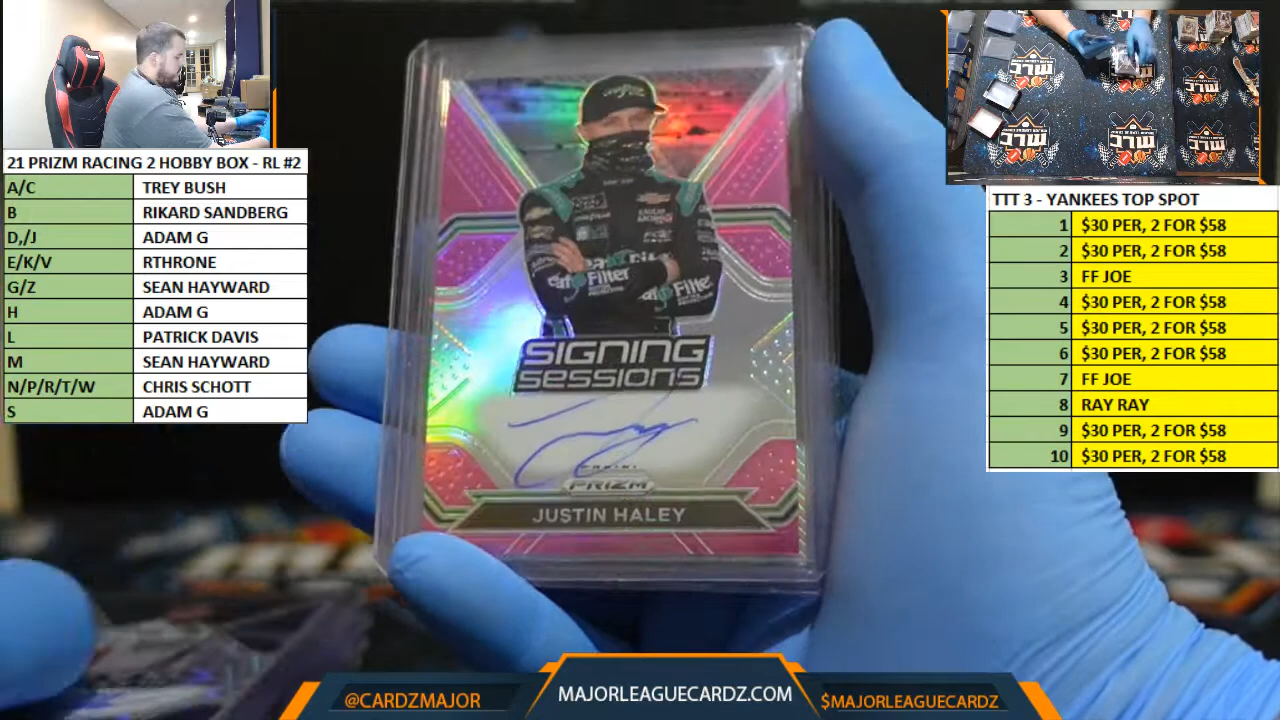 21 PRIZM RACING 2 HOBBY BOX - RL #2
A/C TREY BUSH
B RIKARD SANDBERG
D,/J ADAM G
E/K/V RTHRONE
G/Z SEAN HAYWARD
H ADAM G
L PATRICK DAVIS
M SEAN HAYWARD
N/P/R/T/W CHRIS SCHOTT
S ADAM G
SIGNING
SESSIONS
PANINI
PRIZM
JUSTIN HALEY
TTT 3 - YANKEES TOP SPOT
1 $30 PER, 2 FOR $58
2 $30 PER, 2 FOR $58
3 FF JOE
4 $30 PER, 2 FOR $58
5 $30 PER, 2 FOR $58
6 $30 PER, 2 FOR $58
7 FF JOE
8 RAY RAY
9 $30 PER, 2 FOR $58
10 $30 PER, 2 FOR $58
@CARDZMAJOR
MAJORLEAGUECARDZ.COM
$MAJORLEAGUECARDZ